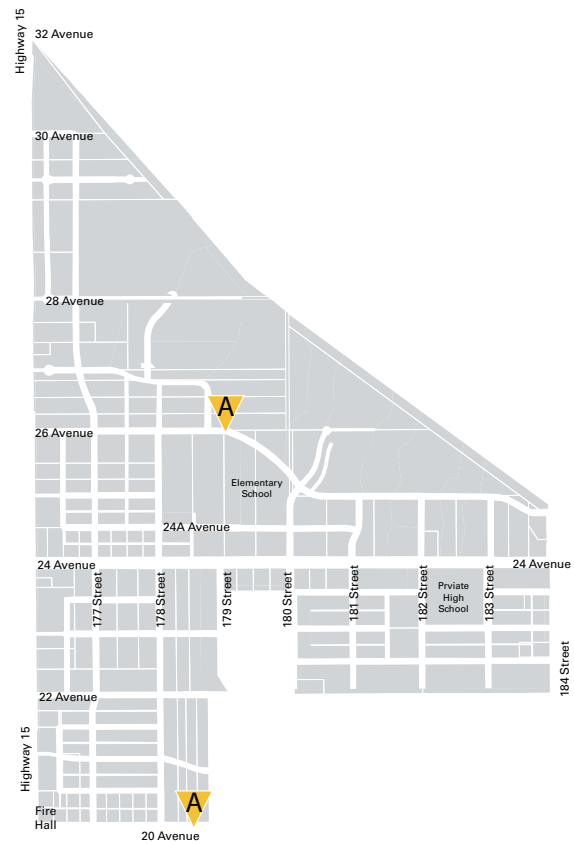 Highway 15
32 Avenue
30 Avenue
28 Avenue
A
26 Avenue
Elementary
School
24A Avenue
24 Avenue
24 Avenue
177 Street
178 Street
179 Street
180 Street
181 Street
182 Street
Prviate
High
School
183 Street
184 Street
22 Avenue
Highway 15
A
Fire
Hall
20 Avenue